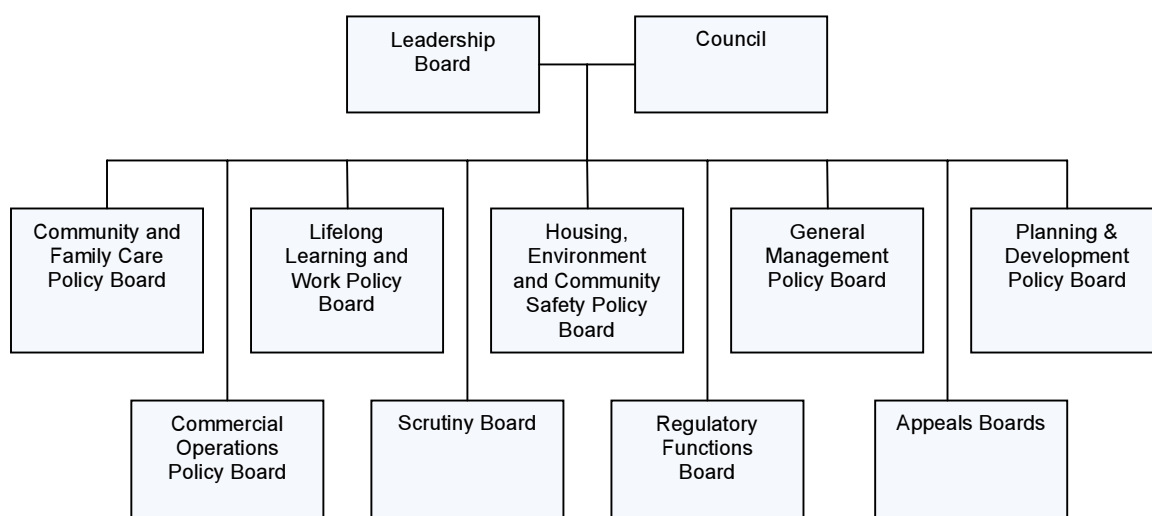 Leadership
Board
Council
Community and
Family Care
Policy Board
Lifelong
Learning and
Work Policy
Board
Housing,
Environment
and Community
Safety Policy
Board
General
Management
Policy Board
Planning &
Development
Policy Board
Commercial
Operations
Policy Board
Scrutiny Board
Regulatory
Functions
Board
Appeals Boards